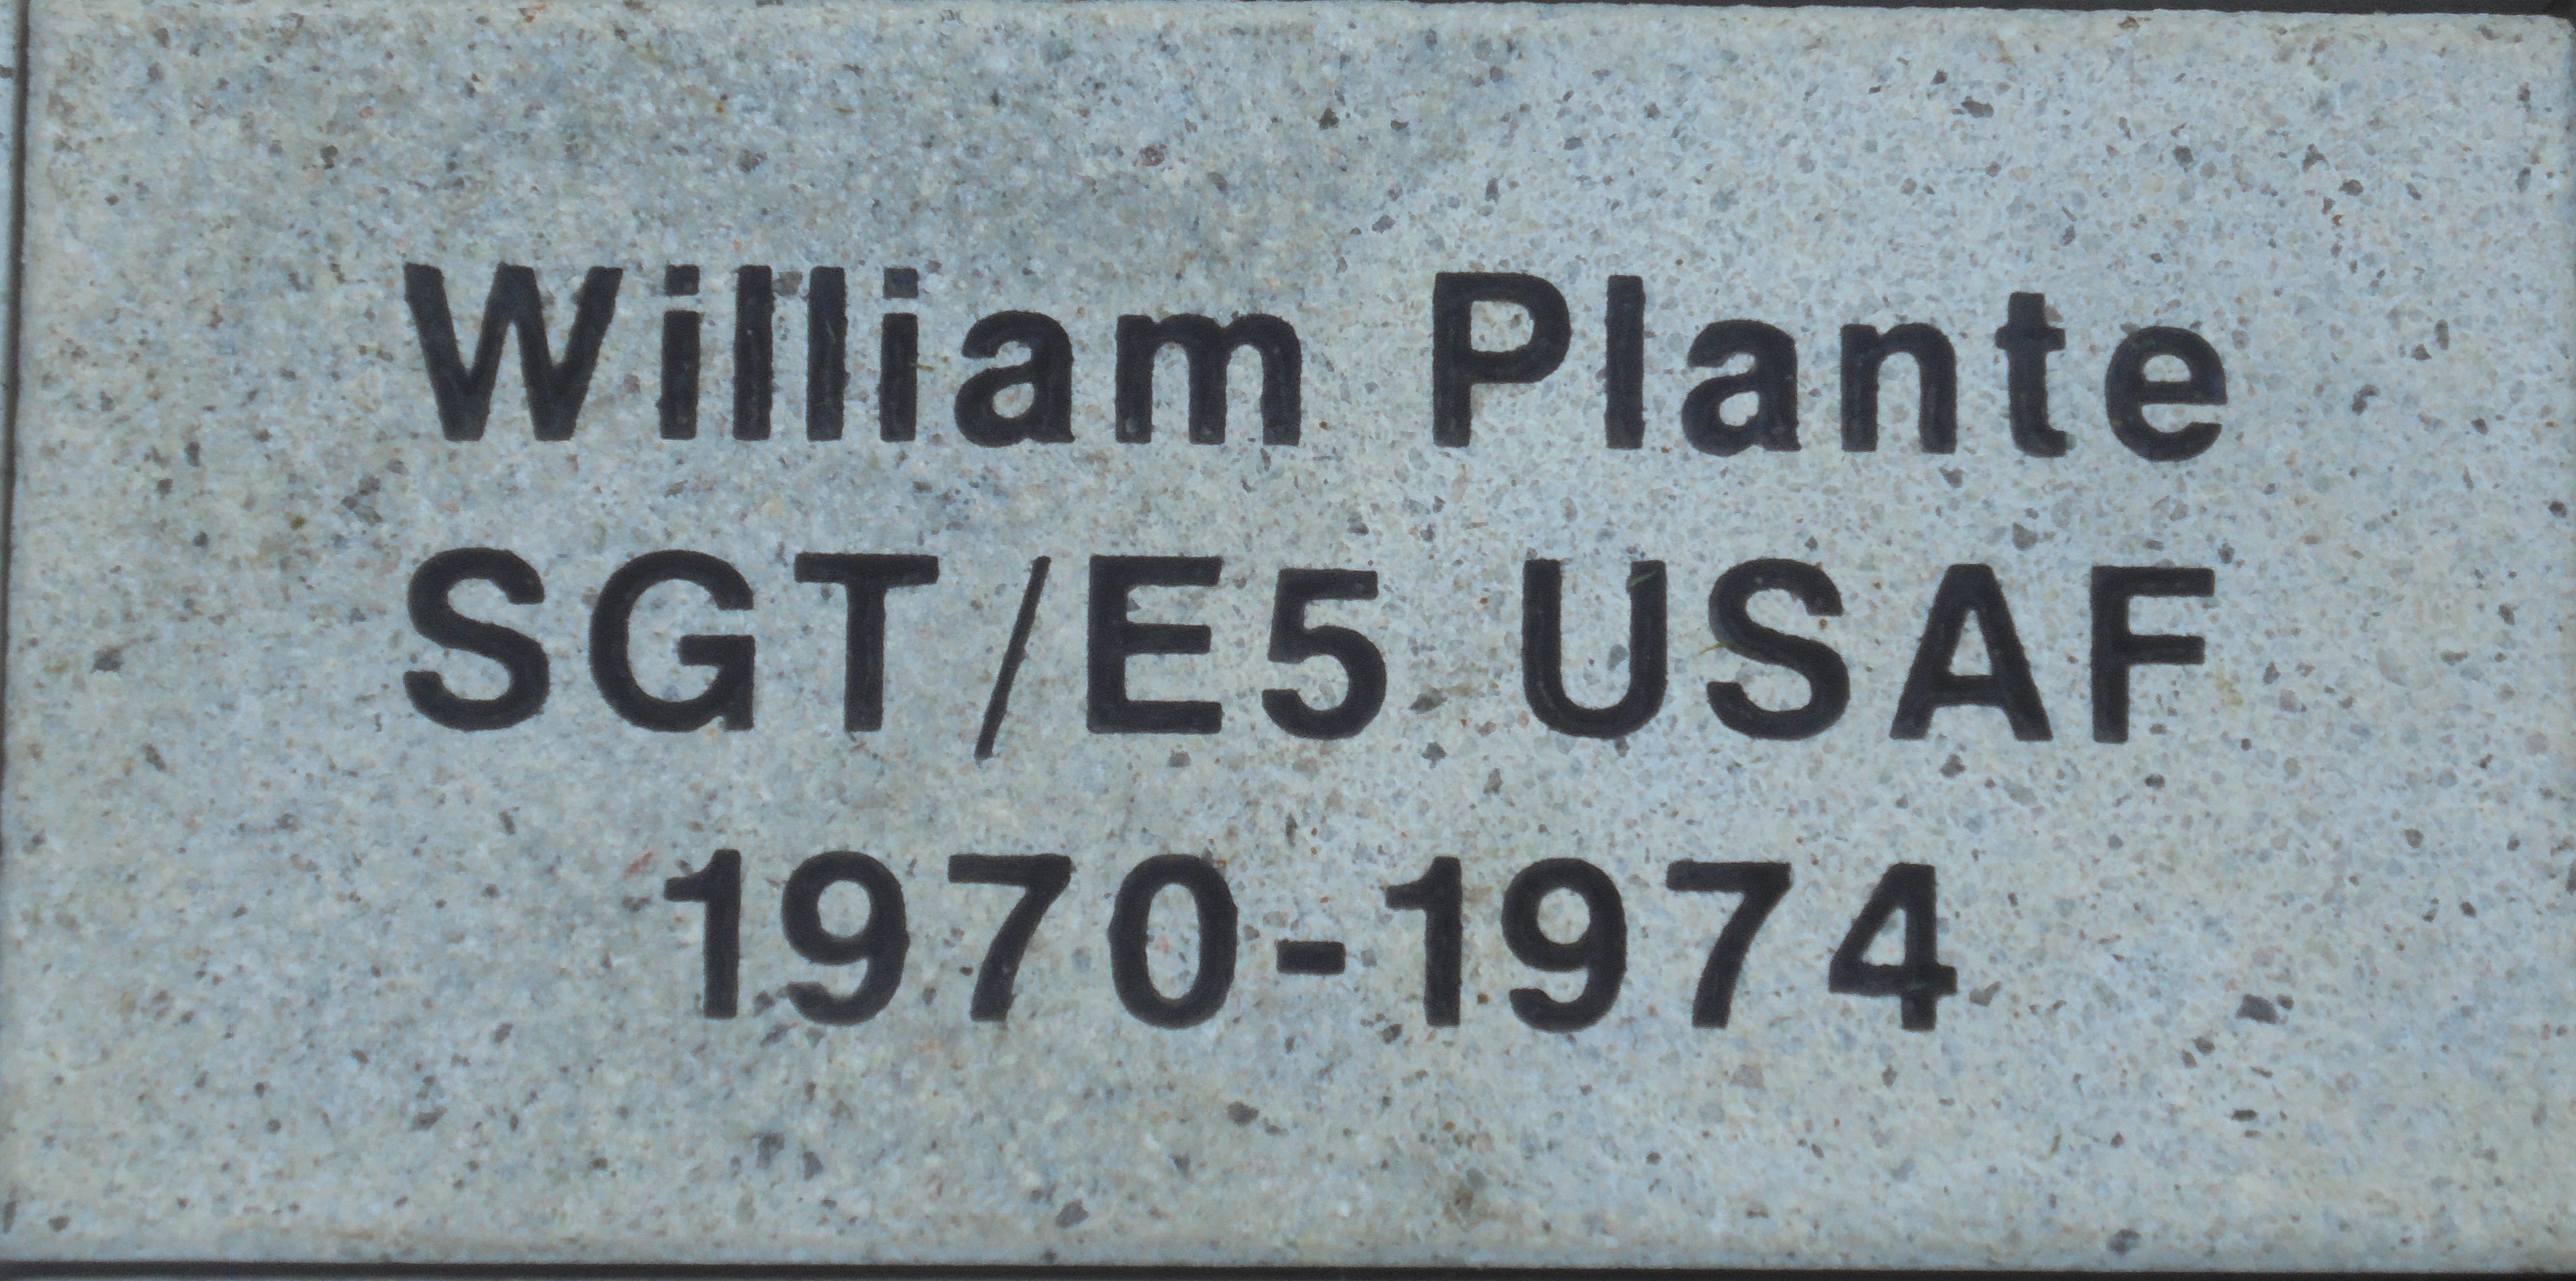 William Plante
SGT/E5 USAF
1970-1974